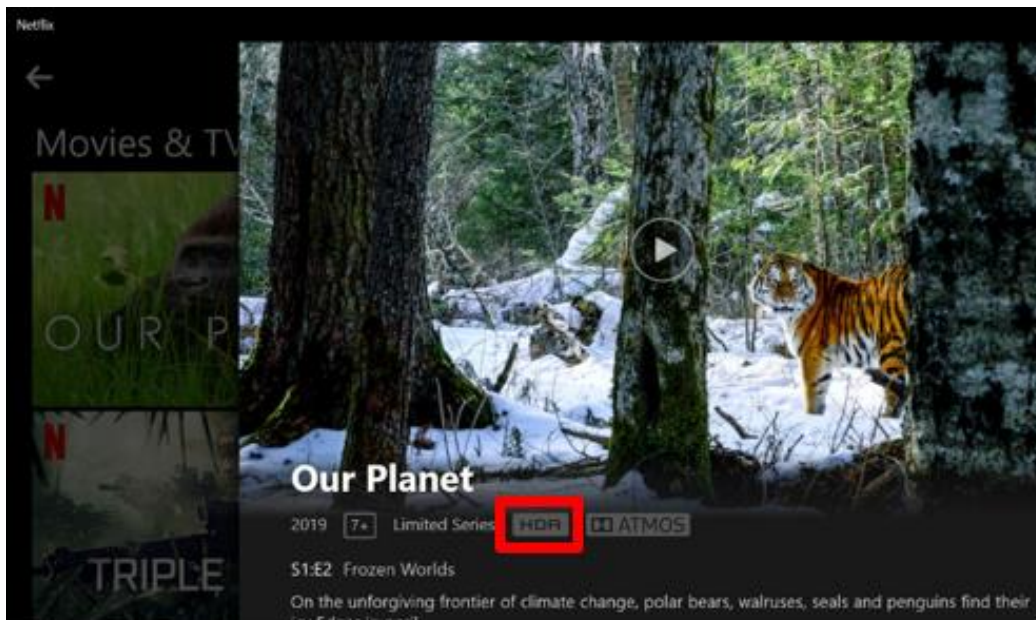 Netflix
Movies & TV
N
OUR P
N
TRIPLE
Our Planet
2019 7+ Limited Series HDR ATMOS
S1:E2 Frozen Worlds
On the unforgiving frontier of climate change, polar bears, walruses, seals and penguins find their